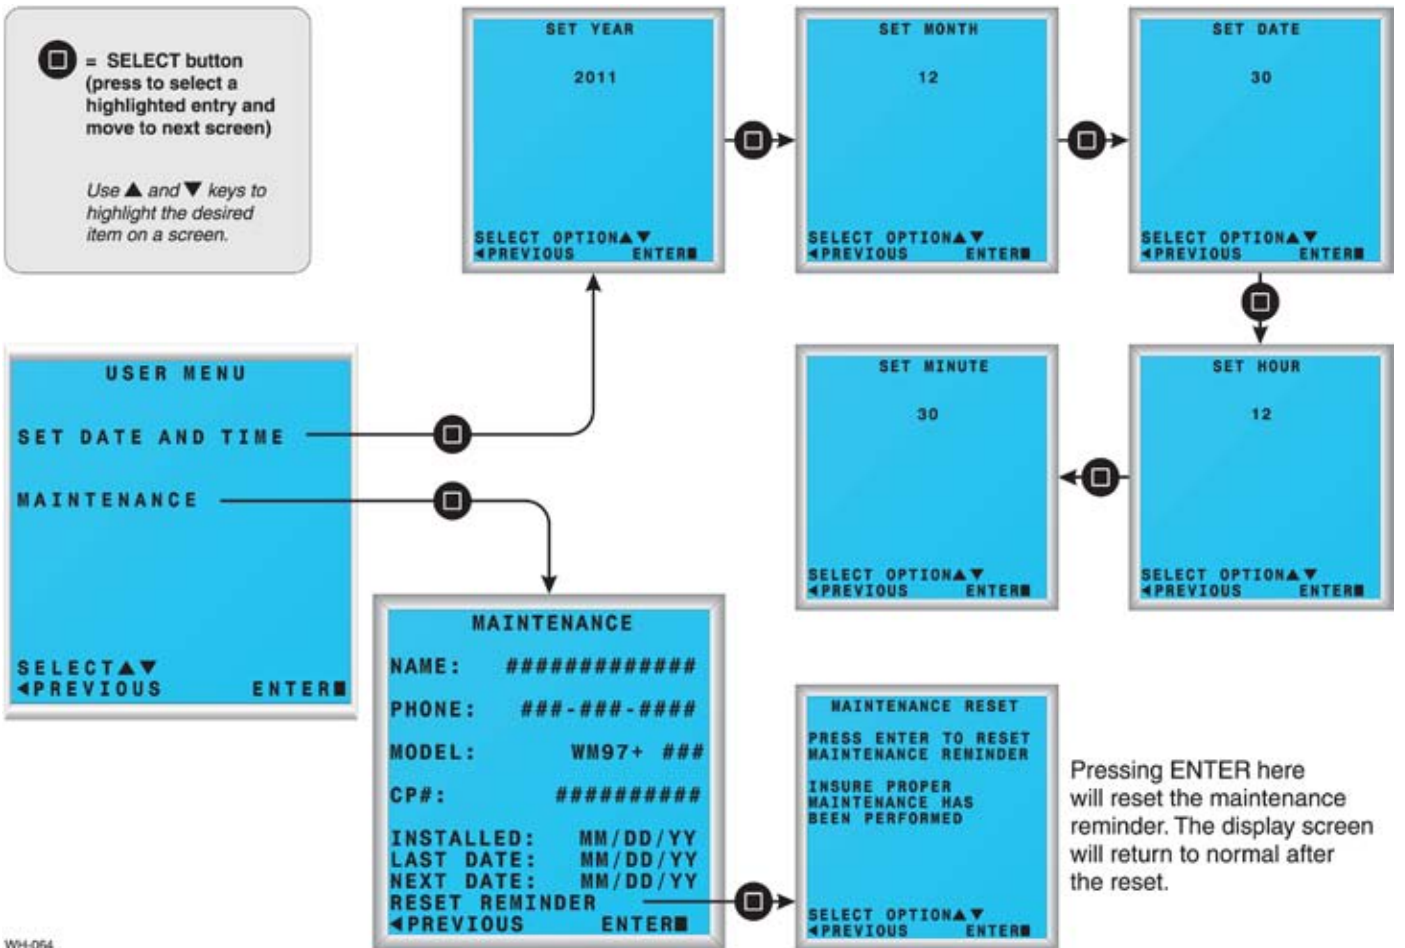 = SELECT button
(press to select a
highlighted entry and
move to next screen)
Use ▲ and ▼ keys to
highlight the desired
item on a screen.
SET YEAR
2011
SELECT OPTION▲▼
◄PREVIOUS ENTER■
SET MONTH
12
SELECT OPTION▲▼
◄PREVIOUS ENTER■
SET DATE
30
SELECT OPTION▲▼
◄PREVIOUS ENTER■
SET HOUR
12
SELECT OPTION▲▼
◄PREVIOUS ENTER■
SET MINUTE
30
SELECT OPTION▲▼
◄PREVIOUS ENTER■
USER MENU
SET DATE AND TIME
MAINTENANCE
SELECT▲▼
◄PREVIOUS ENTER■
MAINTENANCE
NAME: #############
PHONE: ###-###-####
MODEL: WM97+ ###
CP#: ##########
INSTALLED: MM/DD/YY
LAST DATE: MM/DD/YY
NEXT DATE: MM/DD/YY
RESET REMINDER
◄PREVIOUS ENTER■
MAINTENANCE RESET
PRESS ENTER TO RESET
MAINTENANCE REMINDER
INSURE PROPER
MAINTENANCE HAS
BEEN PERFORMED
SELECT OPTION▲▼
◄PREVIOUS ENTER■
Pressing ENTER here
will reset the maintenance
reminder. The display screen
will return to normal after
the reset.
WH-064